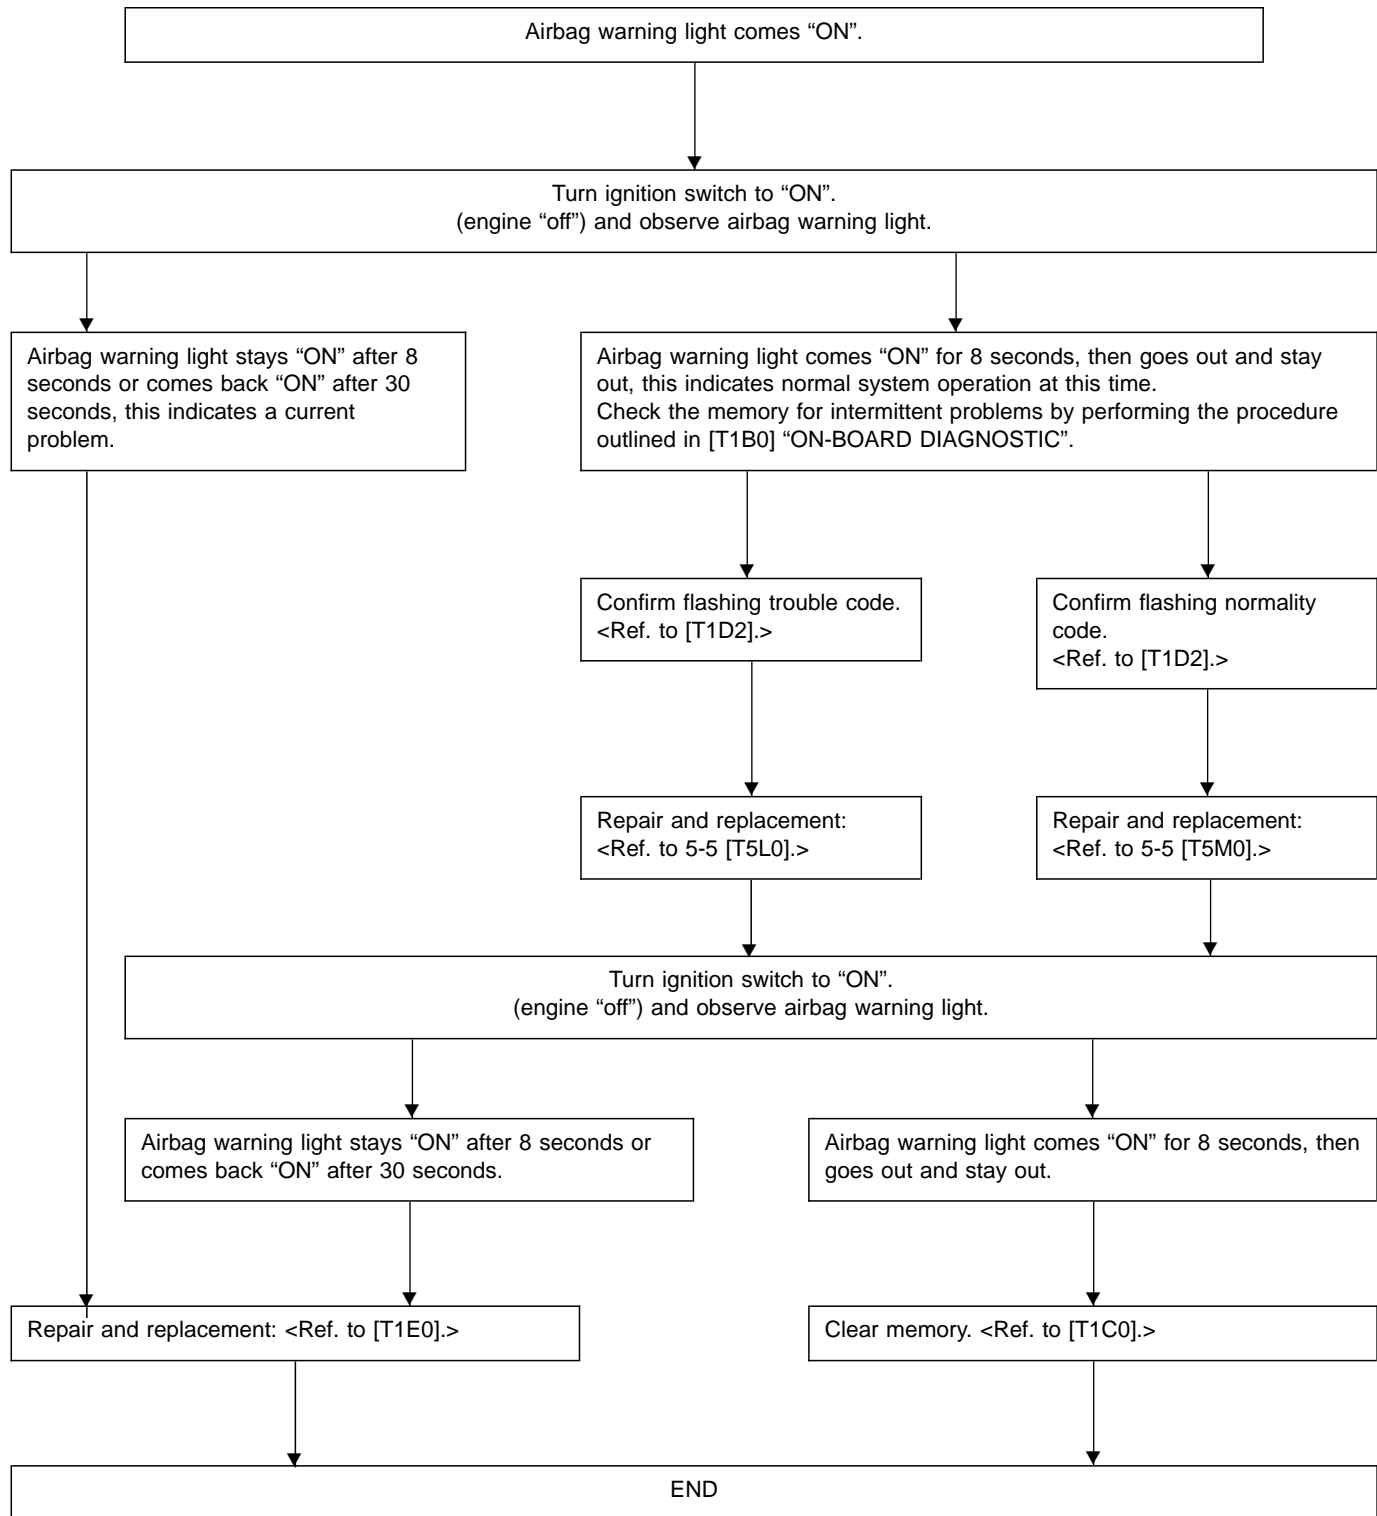 Airbag warning light comes “ON”.
Turn ignition switch to “ON”.
(engine “off”) and observe airbag warning light.
Airbag warning light stays “ON” after 8
seconds or comes back “ON” after 30
seconds, this indicates a current
problem.
Airbag warning light comes “ON” for 8 seconds, then goes out and stay
out, this indicates normal system operation at this time.
Check the memory for intermittent problems by performing the procedure
outlined in [T1B0] “ON-BOARD DIAGNOSTIC”.
Confirm flashing trouble code.
<Ref. to [T1D2].>
Confirm flashing normality
code.
<Ref. to [T1D2].>
Repair and replacement:
<Ref. to 5-5 [T5L0].>
Repair and replacement:
<Ref. to 5-5 [T5M0].>
Turn ignition switch to “ON”.
(engine “off”) and observe airbag warning light.
Airbag warning light stays “ON” after 8 seconds or
comes back “ON” after 30 seconds.
Airbag warning light comes “ON” for 8 seconds, then
goes out and stay out.
Repair and replacement: <Ref. to [T1E0].>
Clear memory. <Ref. to [T1C0].>
END